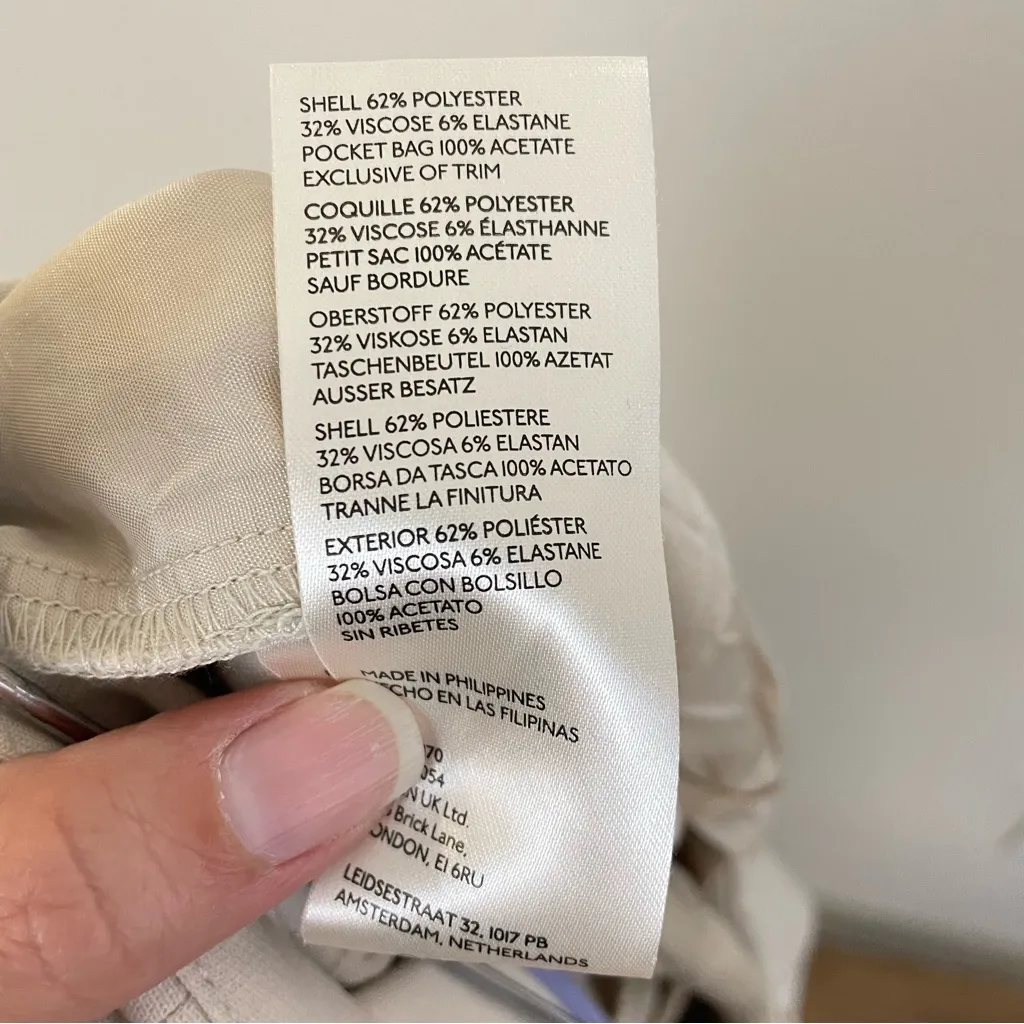 SHELL 62% POLYESTER
32% VISCOSE 6% ELASTANE
POCKET BAG 100% ACETATE
EXCLUSIVE OF TRIM
COQUILLE 62% POLYESTER
32% VISCOSE 6% ÉLASTHANNE
PETIT SAC 100% ACÉTATE
SAUF BORDURE
OBERSTOFF 62% POLYESTER
32% VISKOSE 6% ELASTAN
TASCHENBEUTEL 100% AZETAT
AUSSER BESATZ
SHELL 62% POLIESTERE
32% VISCOSA 6% ELASTAN
BORSA DA TASCA 100% ACETATO
TRANNE LA FINITURA
EXTERIOR 62% POLIÉSTER
32% VISCOSA 6% ELASTANE
BOLSA CON BOLSILLO
100% ACETATO
SIN RIBETES
MADE IN PHILIPPINES
EN LAS FILIPINAS
UK Ltd.
Brick Lane,
LONDON, E1 6RU
LEIDSESTRAAT 32, 1017 PB
AMSTERDAM, NETHERLANDS